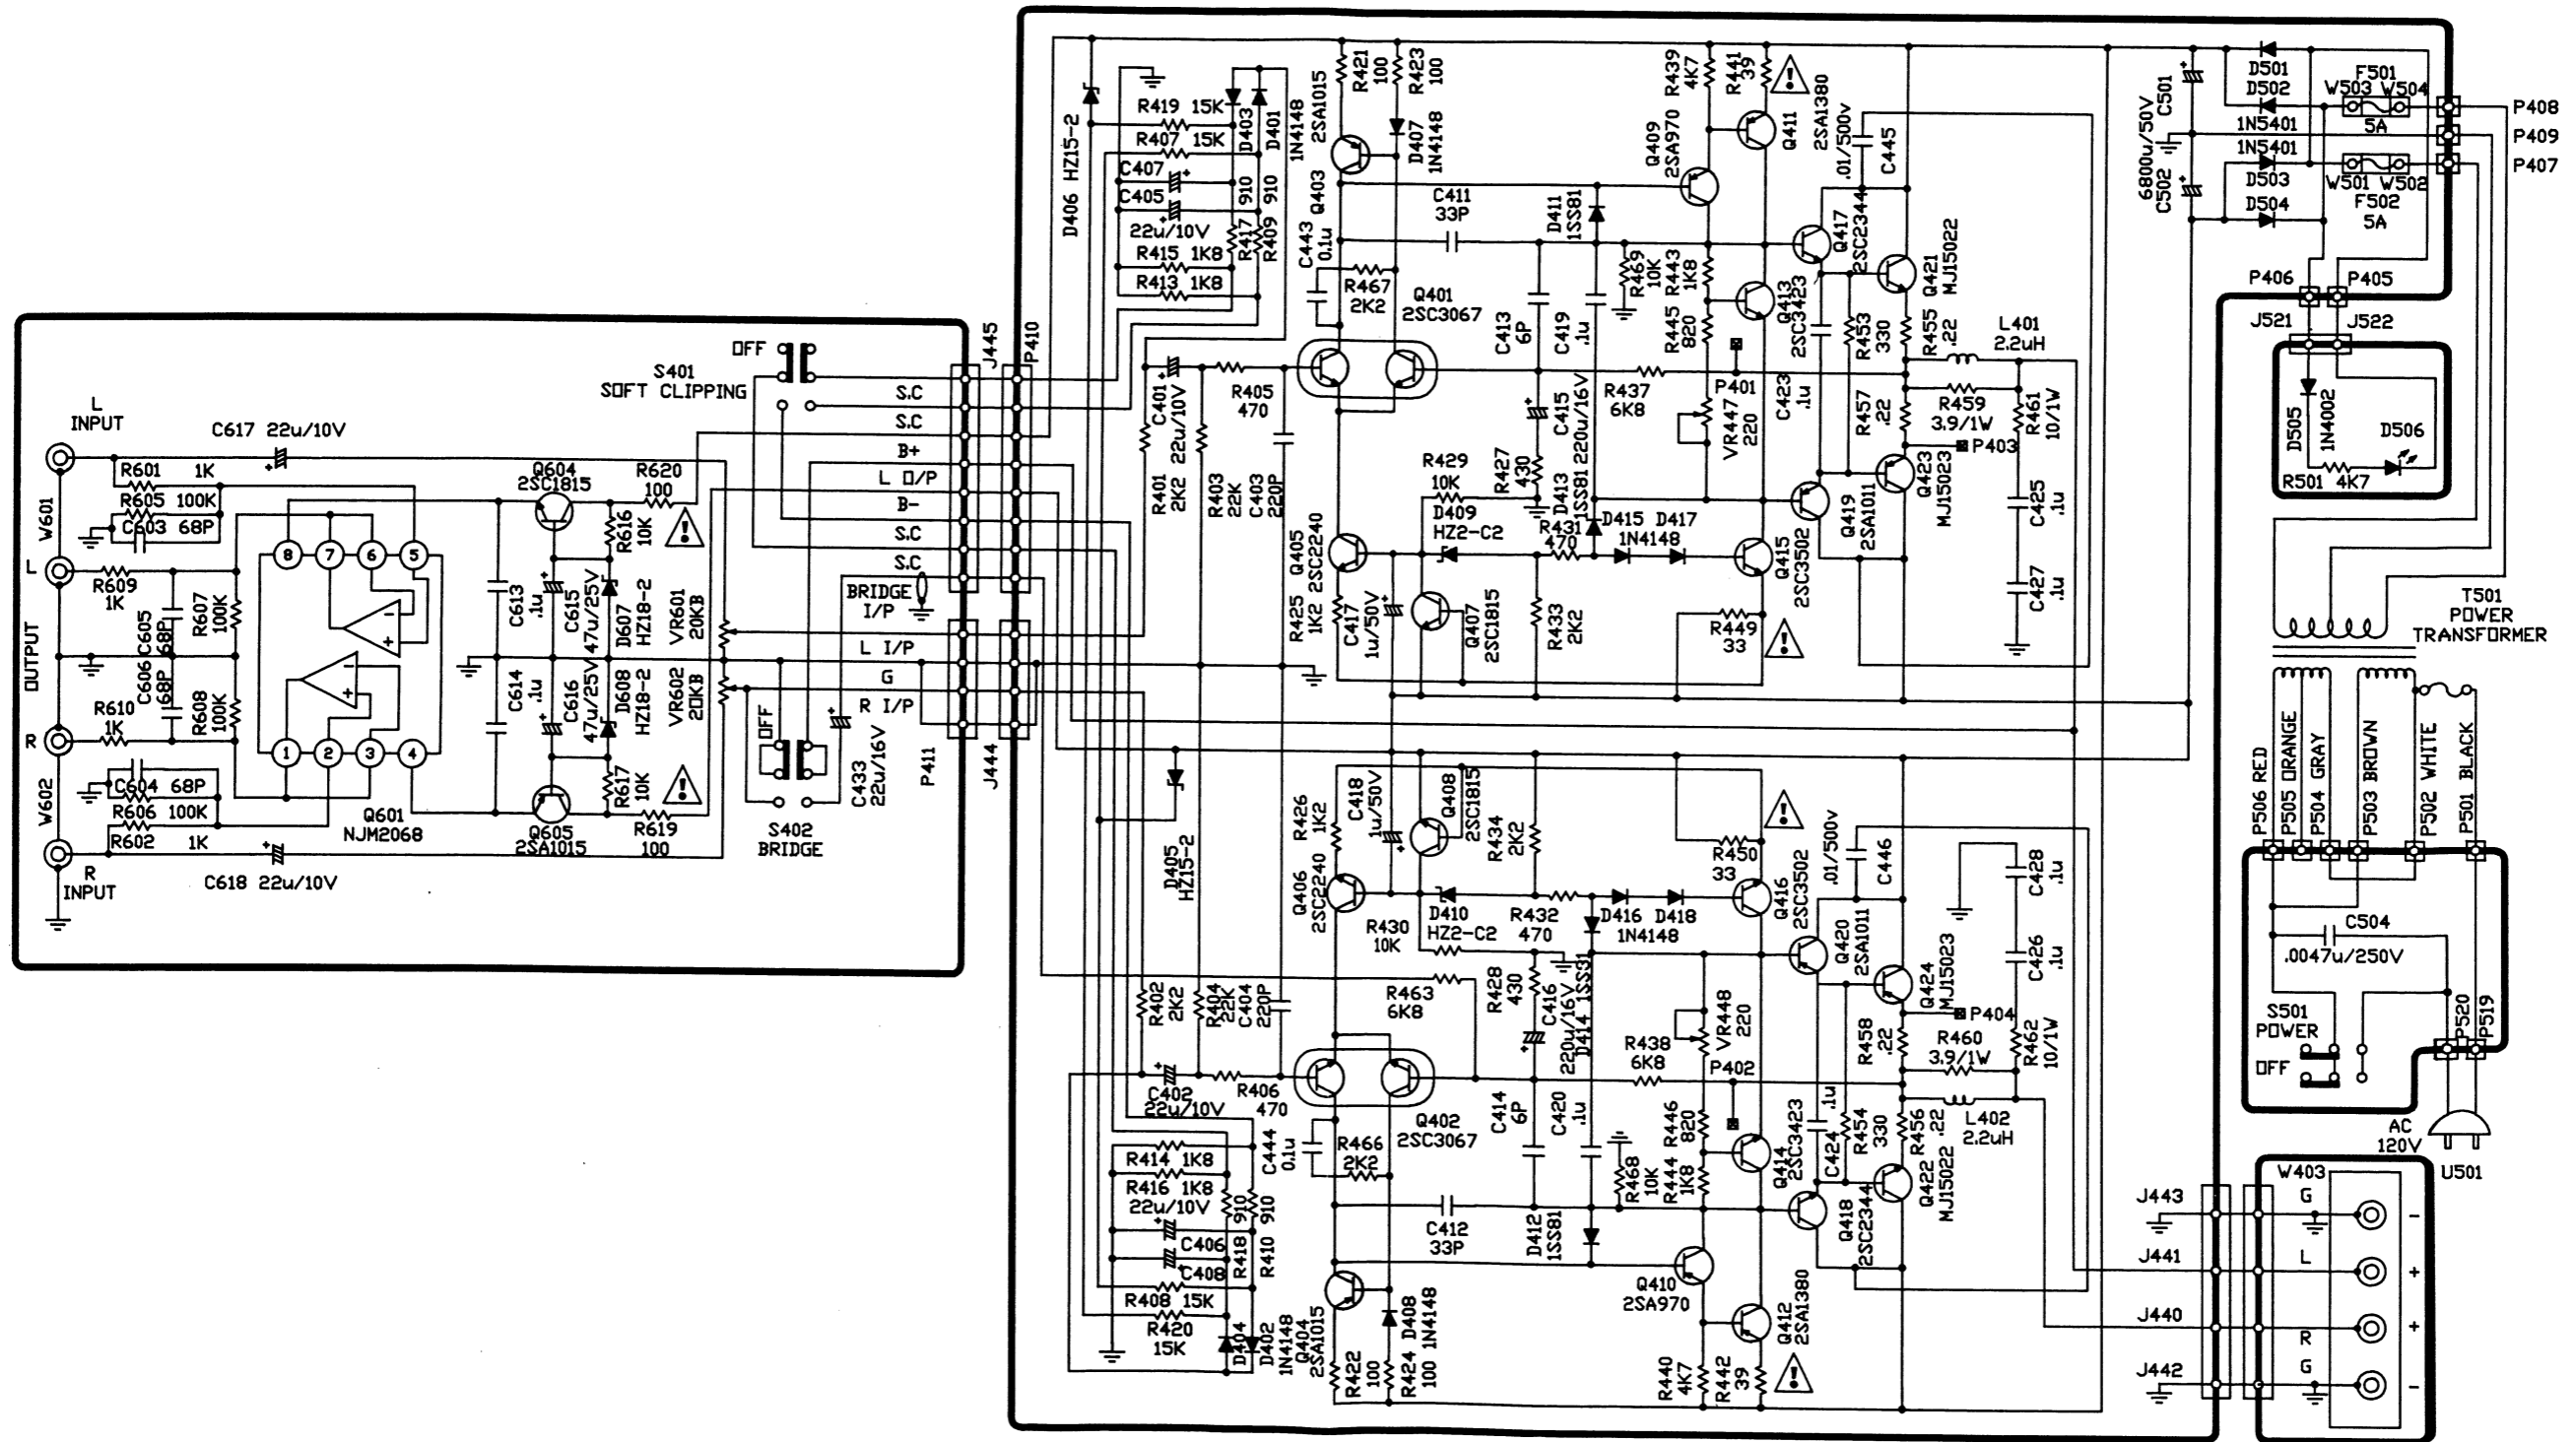 L
INPUT
C617 22u/10V
R601 1K
R605 100K
C603 68P
W601
L
R609
1K
C605
68P
R607
100K
OUTPUT
C606
68P
R608
100K
R610
1K
R
C604 68P
R606 100K
R602 1K
W602
R
INPUT
C618 22u/10V
8
7
6
5
1
2
3
4
Q601
NJM2068
Q604
2SC1815
R620
100
R616
10K
C613
.1u
C615
47u/25V
D607
HZ18-2
VR601
20KB
C614
.1u
C616
47u/25V
D608
HZ18-2
VR602
20KB
R617
10K
Q605
2SA1015
R619
100
OFF
S401
SOFT CLIPPING
S.C
S.C
B+
L O/P
B-
S.C
S.C
BRIDGE
I/P
L I/P
G
R I/P
OFF
S402
BRIDGE
C433
22u/16V
P411
J444
J445
P410
D406 HZ15-2
R419 15K
R407 15K
C407
C405
22u/10V
R415 1K8
R413 1K8
D403
D401
1N4148
R417
910
R409
910
R421
100
R423
100
2SA1015
Q403
D407
1N4148
C443
0.1u
R467
2K2
C411
33P
Q401
2SC3067
C401
22u/10V
R405
470
R401
2K2
R403
22K
C403
220P
R439
4K7
R441
39
Q409
2SA970
Q411
2SA1380
.01/500v
C445
D411
1SS81
R469
10K
R443
1K8
R445
820
C413
6P
C419
.1u
Q413
2SC3423
Q417
2SC2344
Q421
MJ15022
R453
330
R455
.22
L401
2.2uH
P401
R437
6K8
C415
220u/16V
VR447
220
C423
.1u
R457
.22
R459
3.9/1W
R461
10/1W
P403
R429
10K
R427
430
D413
1SS81
D409
HZ2-C2
R431
470
D415 D417
1N4148
Q419
2SA1011
Q423
MJ15023
C425
.1u
C427
.1u
Q405
2SC2240
R425
1K2
C417
1u/50V
Q407
2SC1815
R433
2K2
Q415
2SC3502
R449
33
D405
HZ15-2
R426
1K2
C418
1u/50V
Q408
2SC1815
R434
2K2
R450
33
Q406
2SC2240
R430
10K
D410
HZ2-C2
R432
470
D416 D418
1N4148
Q416
2SC3502
.01/500v
C446
C428
.1u
C426
.1u
Q420
2SA1011
Q424
MJ15023
P404
R463
6K8
R428
430
C416
220u/16V
D414
VR448
220
R438
6K8
P402
R458
.22
R460
3.9/1W
R462
10/1W
L402
2.2uH
R402
2K2
R404
22K
C404
220P
C402
22u/10V
R406
470
Q402
2SC3067
C444
0.1u
R466
2K2
C414
6P
C420
.1u
R446
820
R444
1K8
R468
10K
Q414
2SC3423
C424
.1u
R454
330
R456
.22
Q422
MJ15022
Q418
2SC2344
C412
33P
D412
1SS81
Q410
2SA970
Q412
2SA1380
R440
4K7
R442
39
R414 1K8
R416 1K8
22u/10V
C406
C408
R408 15K
R420
15K
R418
910
R410
910
D404
D402
1N4148
Q404
2SA1015
R422
100
R424
100
D408
1N4148
C501
6800u/50V
C502
D501
D502
1N5401
1N5401
D503
D504
F501
W503 W504
5A
W501 W502
F502
5A
P408
P409
P407
P406
P405
J521
J522
D505
1N4002
D506
R501 4K7
T501
POWER
TRANSFORMER
P506 RED
P505 ORANGE
P504 GRAY
P503 BROWN
P502 WHITE
P501 BLACK
C504
.0047u/250V
S501
POWER
OFF
P520
P519
AC
120V
U501
W403
J443
G
-
J441
L
+
J440
R
+
J442
G
-